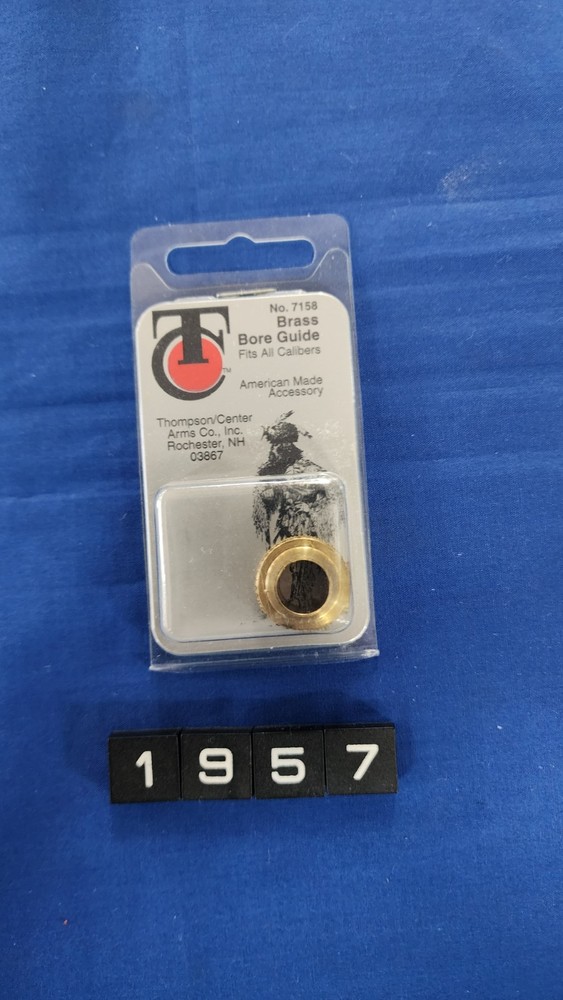 TC
TM
No. 7158
Brass
Bore Guide
Fits All Calibers
American Made
Accessory
Thompson/Center
Arms Co., Inc.
Rochester, NH
03867
1957